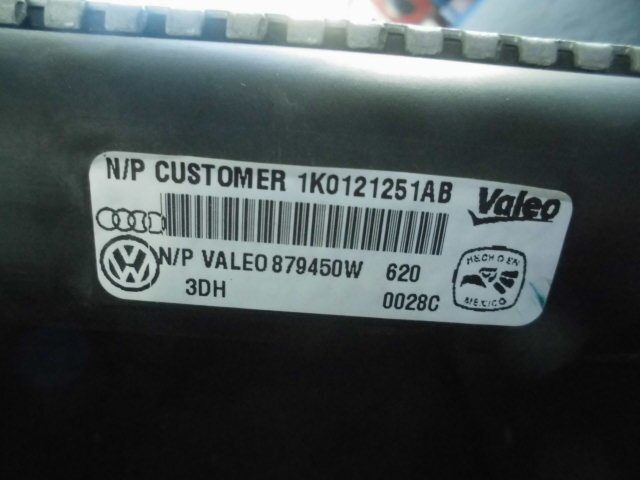 N/P CUSTOMER 1K0121251AB
Valeo
N/P VALEO 879450W 620
3DH 0028C
HECHO EN
MEXICO